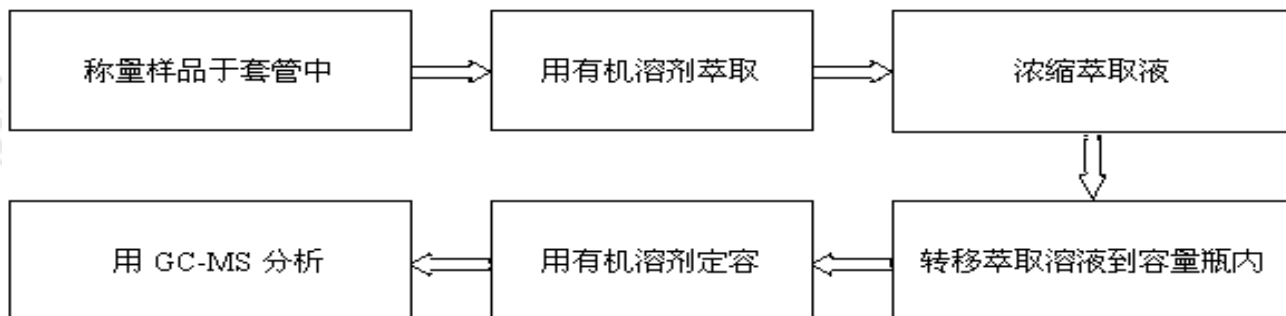 称量样品于套管中
用有机溶剂萃取
浓缩萃取液
转移萃取溶液到容量瓶内
用有机溶剂定容
用 GC-MS 分析